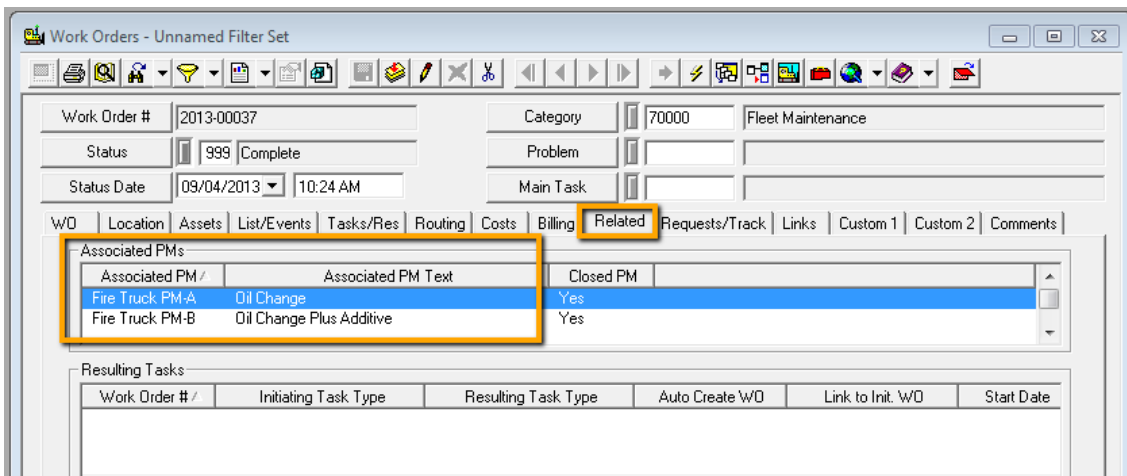 Work Orders - Unnamed Filter Set
Work Order # 2013-00037 Category 70000 Fleet Maintenance
Status 999 Complete Problem
Status Date 09/04/2013 10:24 AM Main Task
WO Location Assets List/Events Tasks/Res Routing Costs Billing Related Requests/Track Links Custom 1 Custom 2 Comments
Associated PMs
Associated PM Associated PM Text Closed PM
Fire Truck PM-A Oil Change Yes
Fire Truck PM-B Oil Change Plus Additive Yes
Resulting Tasks
Work Order # Initiating Task Type Resulting Task Type Auto Create WO Link to Init. WO Start Date